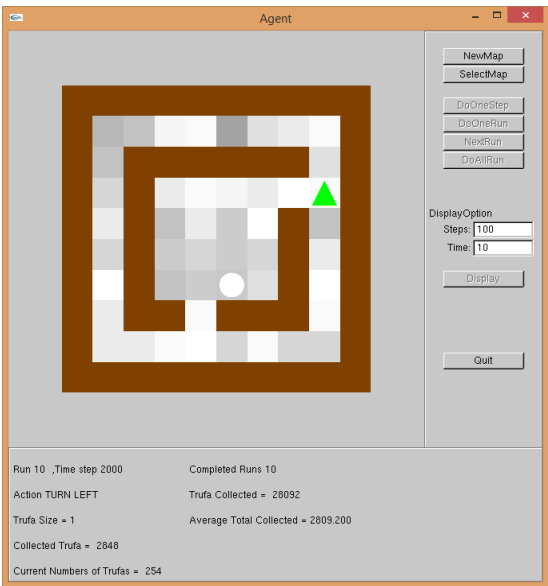 Agent
NewMap
SelectMap
DoOneStep
DoOneRun
NextRun
DoAllRun
DisplayOption
Steps: 100
Time: 10
Display
Quit
Run 10 ,Time step 2000 Completed Runs 10
Action TURN LEFT Trufa Collected = 28092
Trufa Size = 1 Average Total Collected = 2809.200
Collected Trufa = 2848
Current Numbers of Trufas = 254